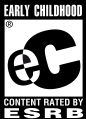 EARLY CHILDHOOD
®
eC
CONTENT RATED BY
ESRB